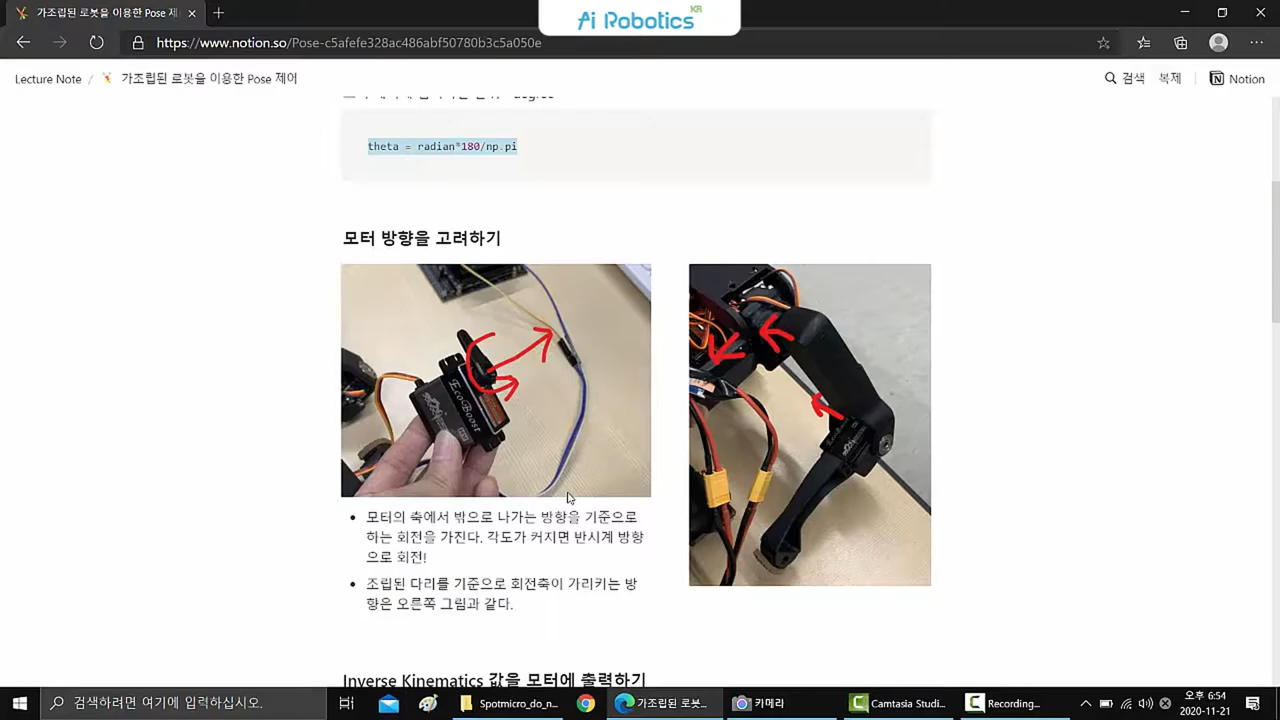 가조립된 로봇을 이용한 Pose 제
Ai Robotics KR
https://www.notion.so/Pose-c5afefe328ac486abf50780b3c5a050e
Lecture Note / 가조립된 로봇을 이용한 Pose 제어
검색
복제
Notion
theta = radian*180/np.pi
모터 방향을 고려하기
EcoBoost
모터의 축에서 밖으로 나가는 방향을 기준으로
하는 회전을 가진다. 각도가 커지면 반시계 방향
으로 회전!
조립된 다리를 기준으로 회전축이 가리키는 방
향은 오른쪽 그림과 같다.
Inverse Kinematics 값을 모터에 출력하기
검색하려면 여기에 입력하십시오.
Spotmicro_do_n...
가조립된 로봇...
카메라
Camtasia Studi...
Recording...
오후 6:54
2020-11-21